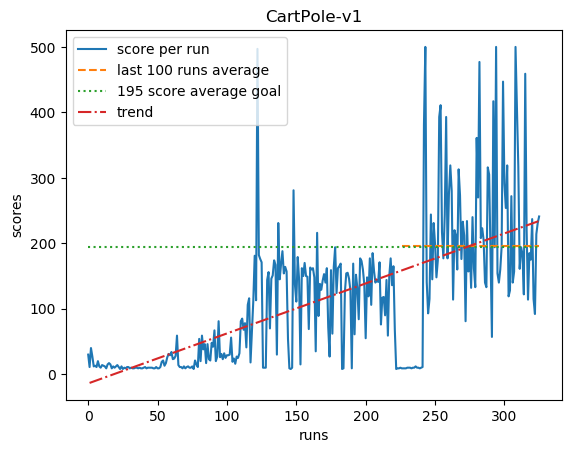 CartPole-v1
score per run
last 100 runs average
195 score average goal
trend
500
400
300
200
100
0
scores
0
50
100
150
200
250
300
runs